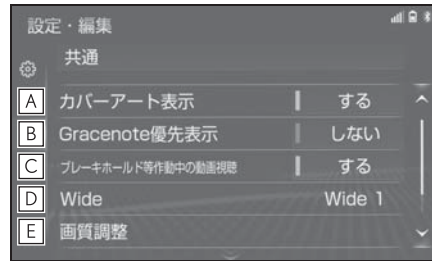 設定・編集
共通
A カバーアート表示 する
B Gracenote優先表示 しない
C ブレーキホールド等作動中の動画視聴 する
D Wide Wide 1
E 画質調整